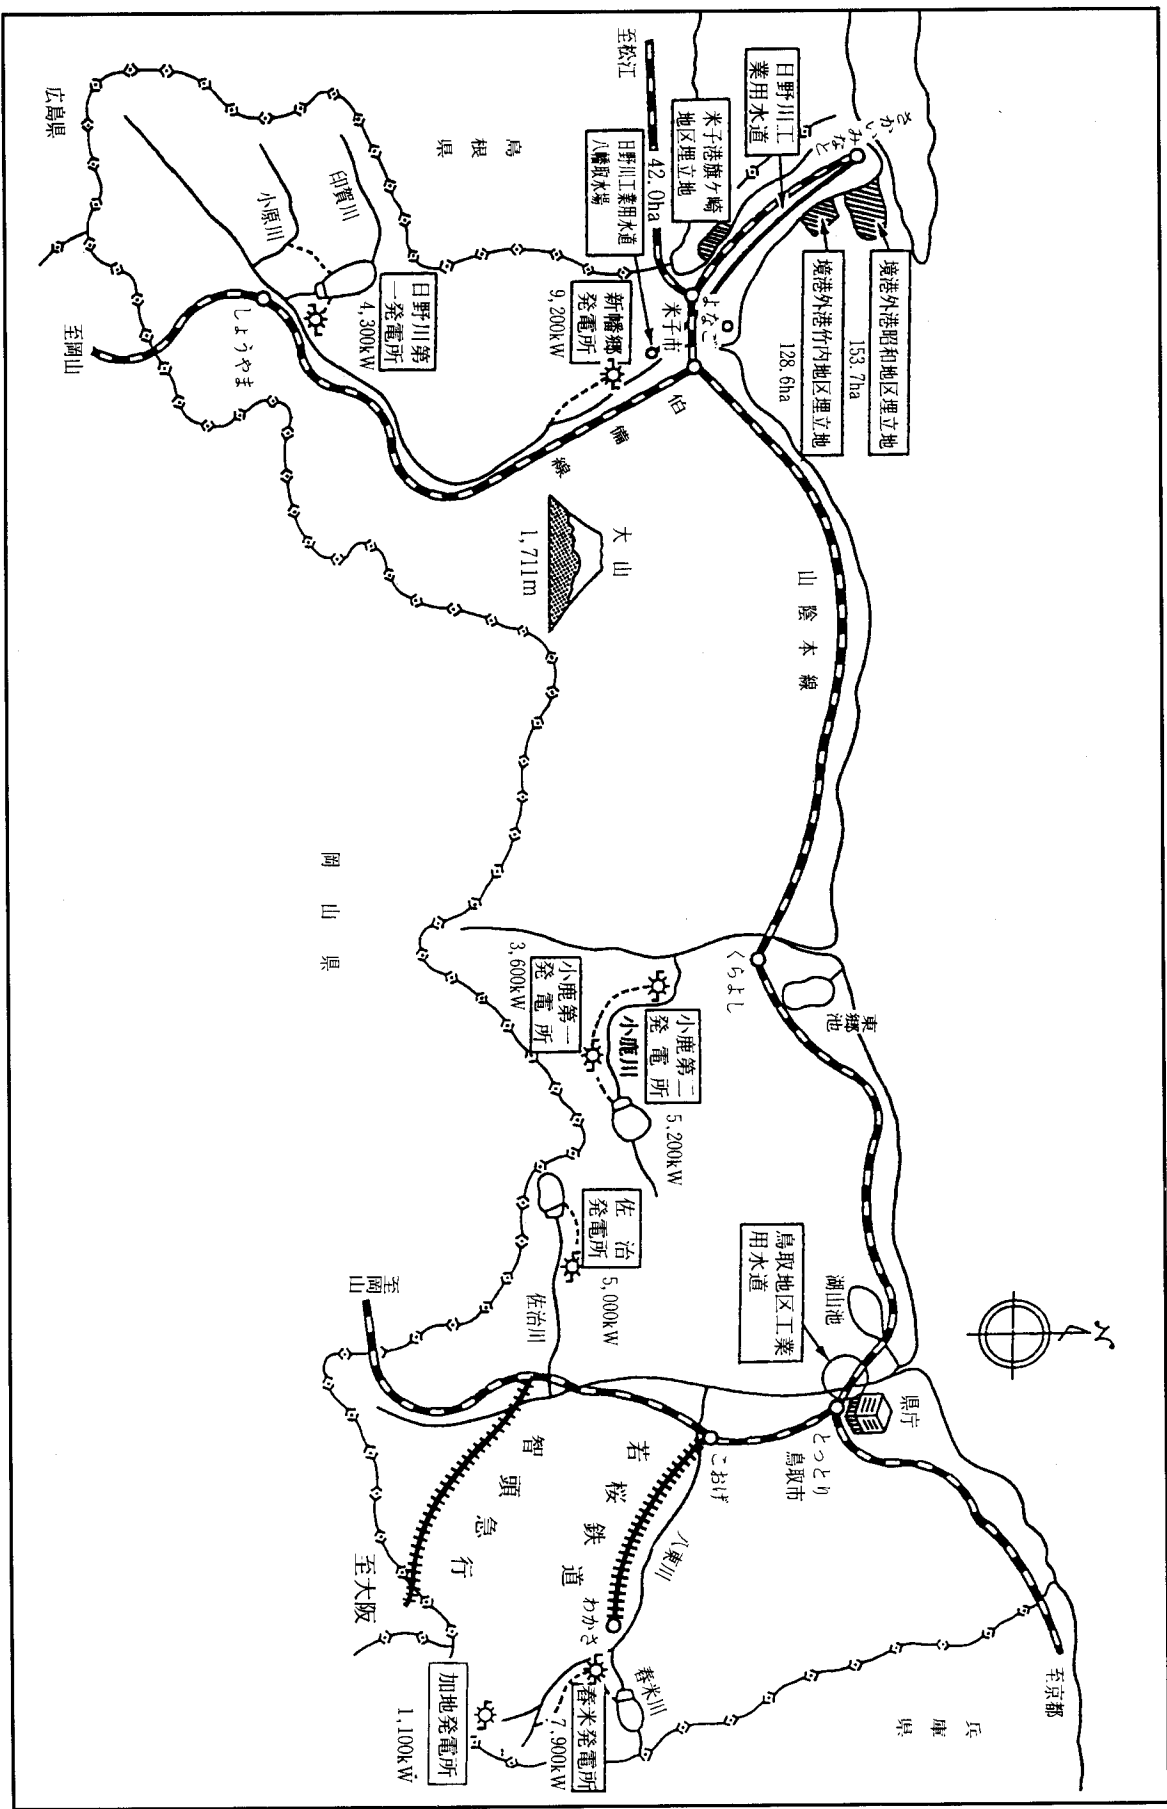 至松江
42.0ha
日野川工
業用水道
米子港旗ケ崎
地区埋立地
日野川工業用水道
八幡取水場
さかいみなと
境港外港昭和地区埋立地
153.7ha
境港外港竹内地区埋立地
128.6ha
よなご
米子市
新幡郷
発電所
9,200kW
島根県
広島県
印賀川
小原川
日野川第
一発電所
4,300kW
しょうやま
至岡山
伯備線
大山
1,711m
山陰本線
岡山県
くらよし
東郷池
小鹿第二
発電所
5,200kW
小鹿川
小鹿第一
発電所
3,600kW
佐治
発電所
5,000kW
佐治川
至岡山
鳥取地区工業
用水道
湖山池
N
県庁
とっとり
鳥取市
こおげ
八東川
若桜鉄道
わかさ
智頭急行
至大阪
至京都
兵庫県
舂米川
舂米発電所
7,900kW
加地発電所
1,100kW